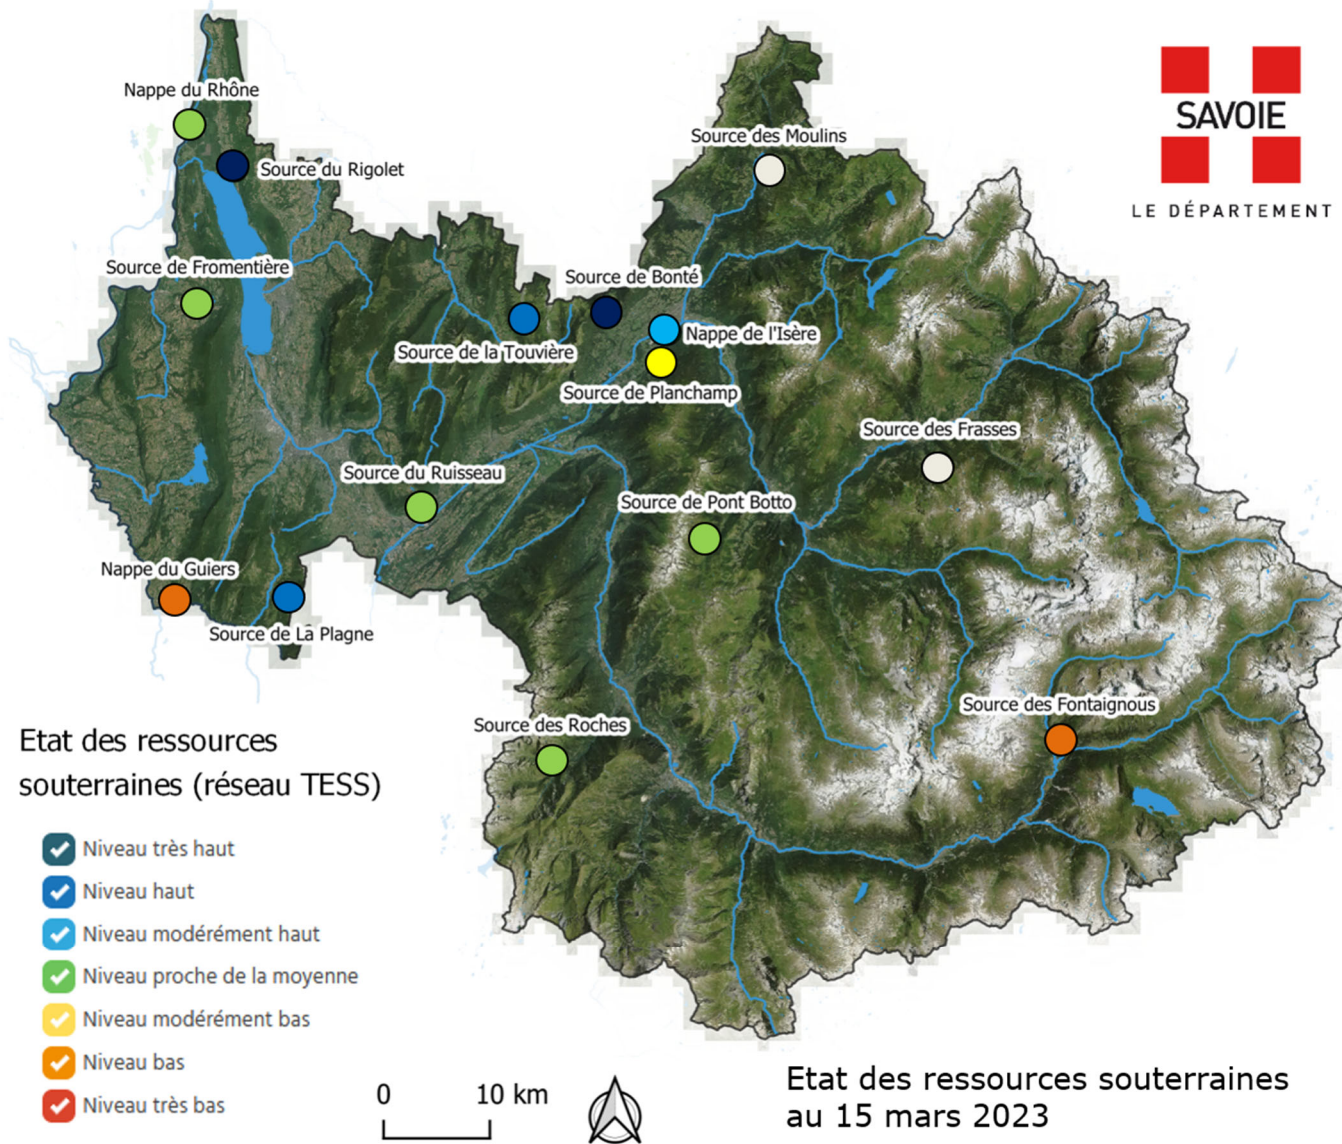 Nappe du Rhône
SAVOIE
LE DÉPARTEMENT
Source des Moulins
Source du Rigolet
Source de Fromentière
Source de Bonté
Nappe de l'Isère
Source de la Touvière
Source de Planchamp
Source des Frasses
Source du Ruisseau
Source de Pont Botto
Nappe du Guiers
Source de La Plagne
Source des Fontaignous
Source des Roches
Etat des ressources
souterraines (réseau TESS)
Niveau très haut
Niveau haut
Niveau modérément haut
Niveau proche de la moyenne
Niveau modérément bas
Niveau bas
Niveau très bas
0 10 km
Etat des ressources souterraines
au 15 mars 2023